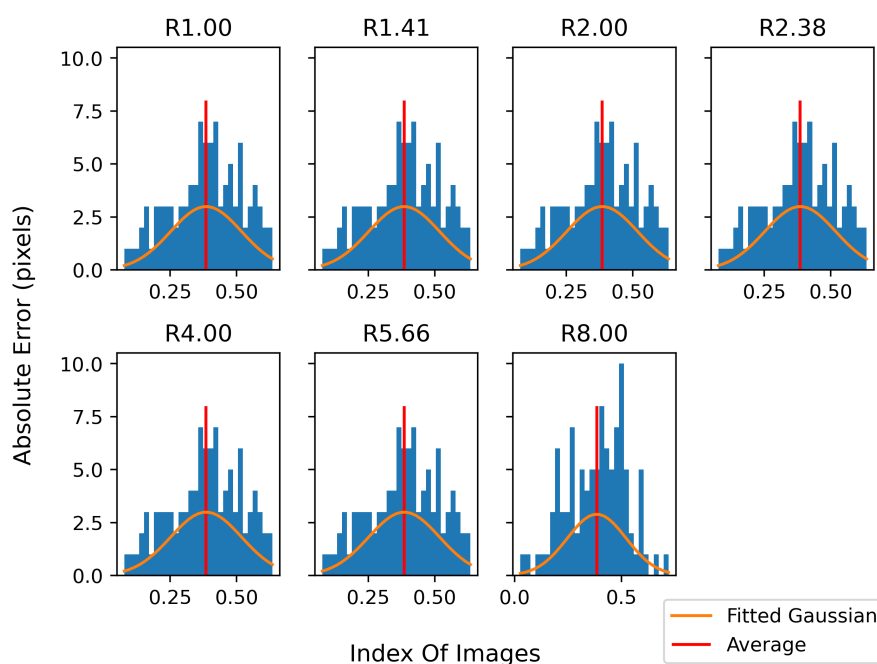 R1.00 R1.41 R2.00 R2.38
10.0
7.5
5.0
2.5
0.0
0.25 0.50 0.25 0.50 0.25 0.50 0.25 0.50
Absolute Error (pixels)
R4.00 R5.66 R8.00
10.0
7.5
5.0
2.5
0.0
0.25 0.50 0.25 0.50 0.0 0.5
Index Of Images
Fitted Gaussian
Average